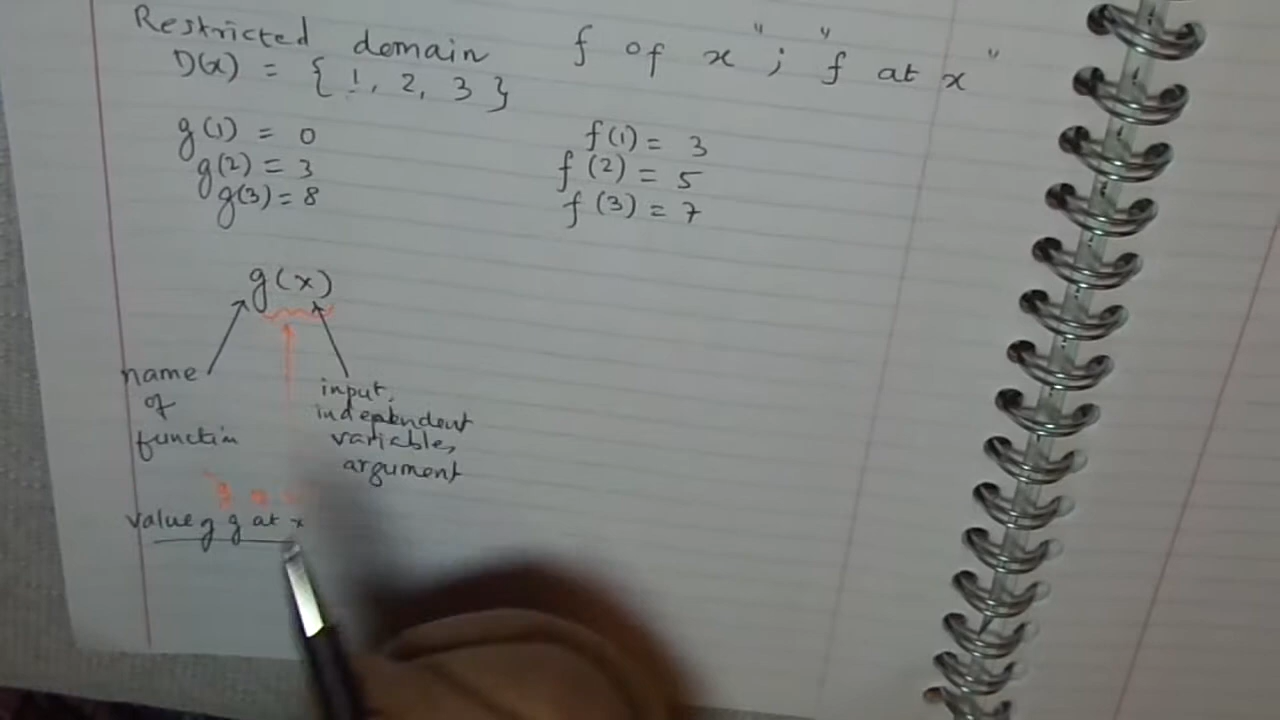 Restricted domain f of x" ; "f at x"
D(x) = { 1, 2, 3 }
g(1) = 0
g(2) = 3
g(3) = 8
f(1) = 3
f(2) = 5
f(3) = 7
g(x)
name
of
function
input,
independent
variable,
argument
value of g at x